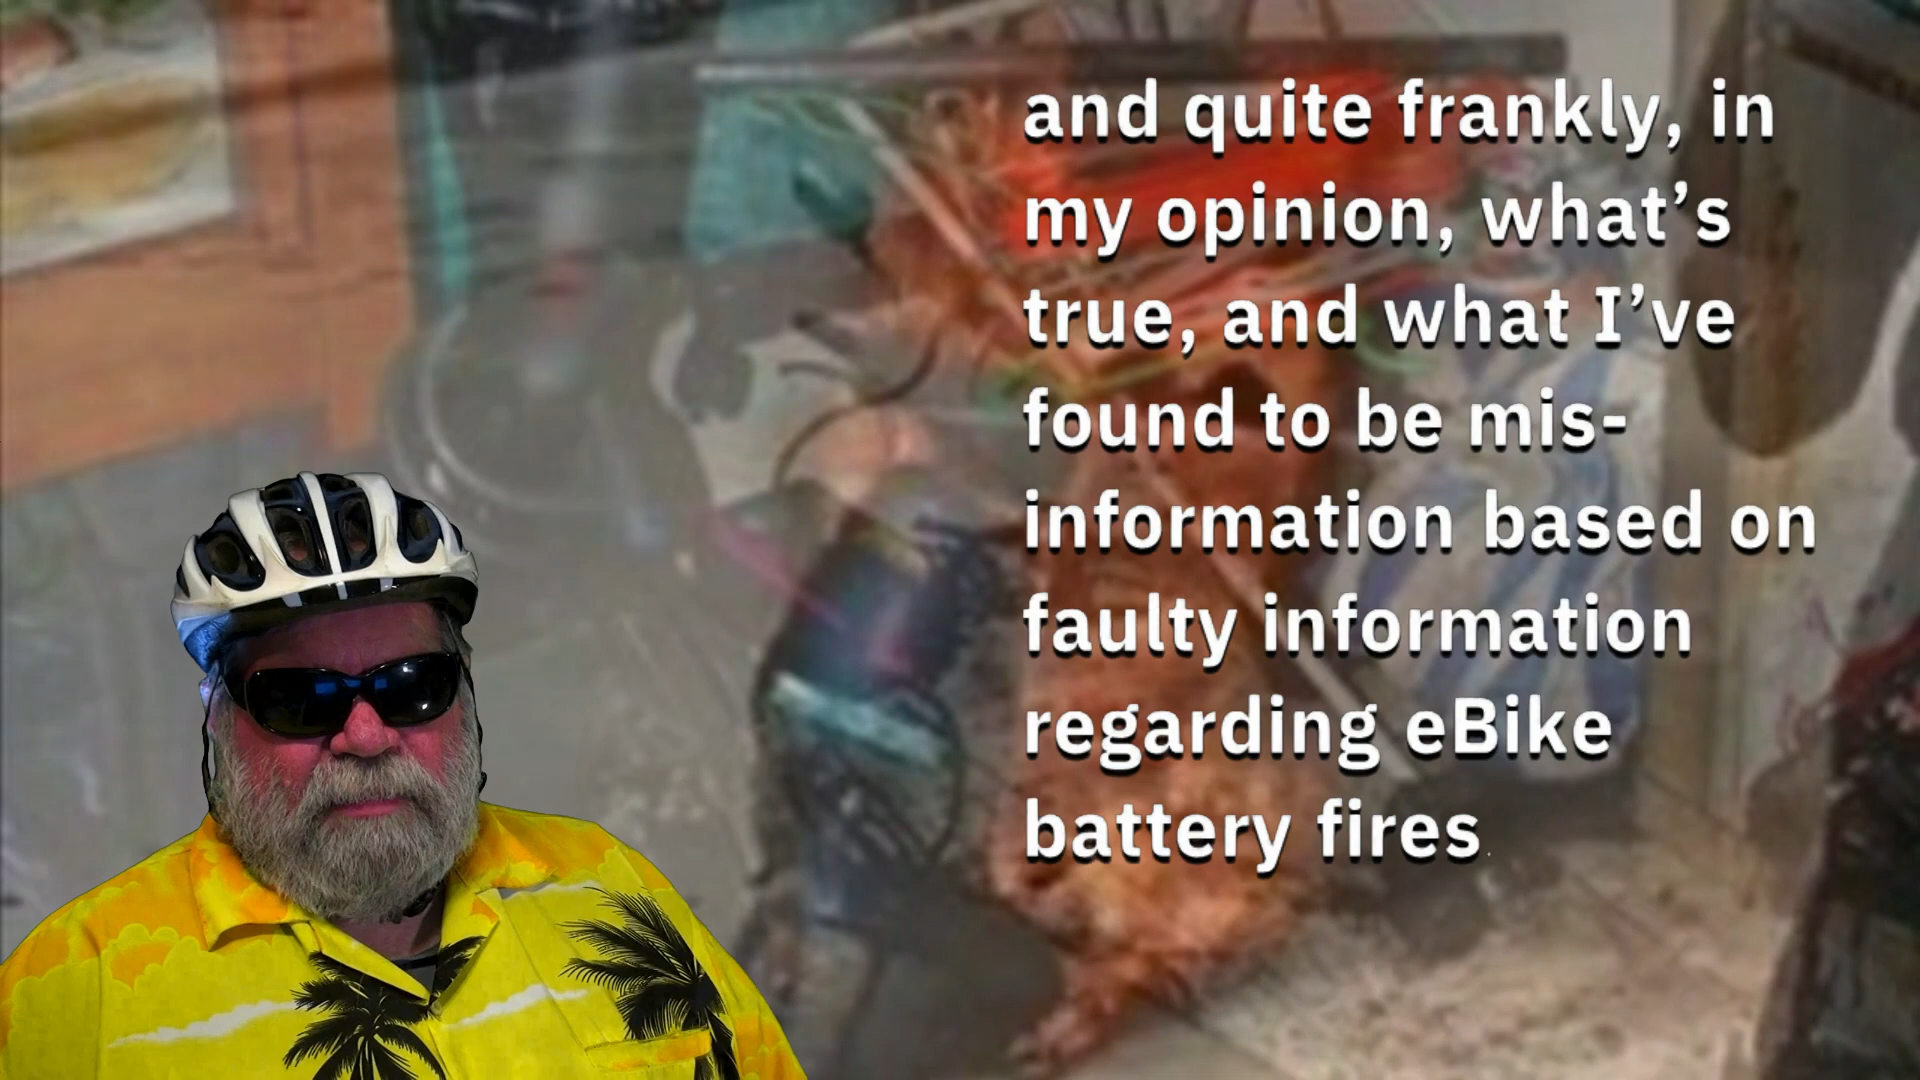 and quite frankly, in
my opinion, what’s
true, and what I’ve
found to be mis-
information based on
faulty information
regarding eBike
battery fires.